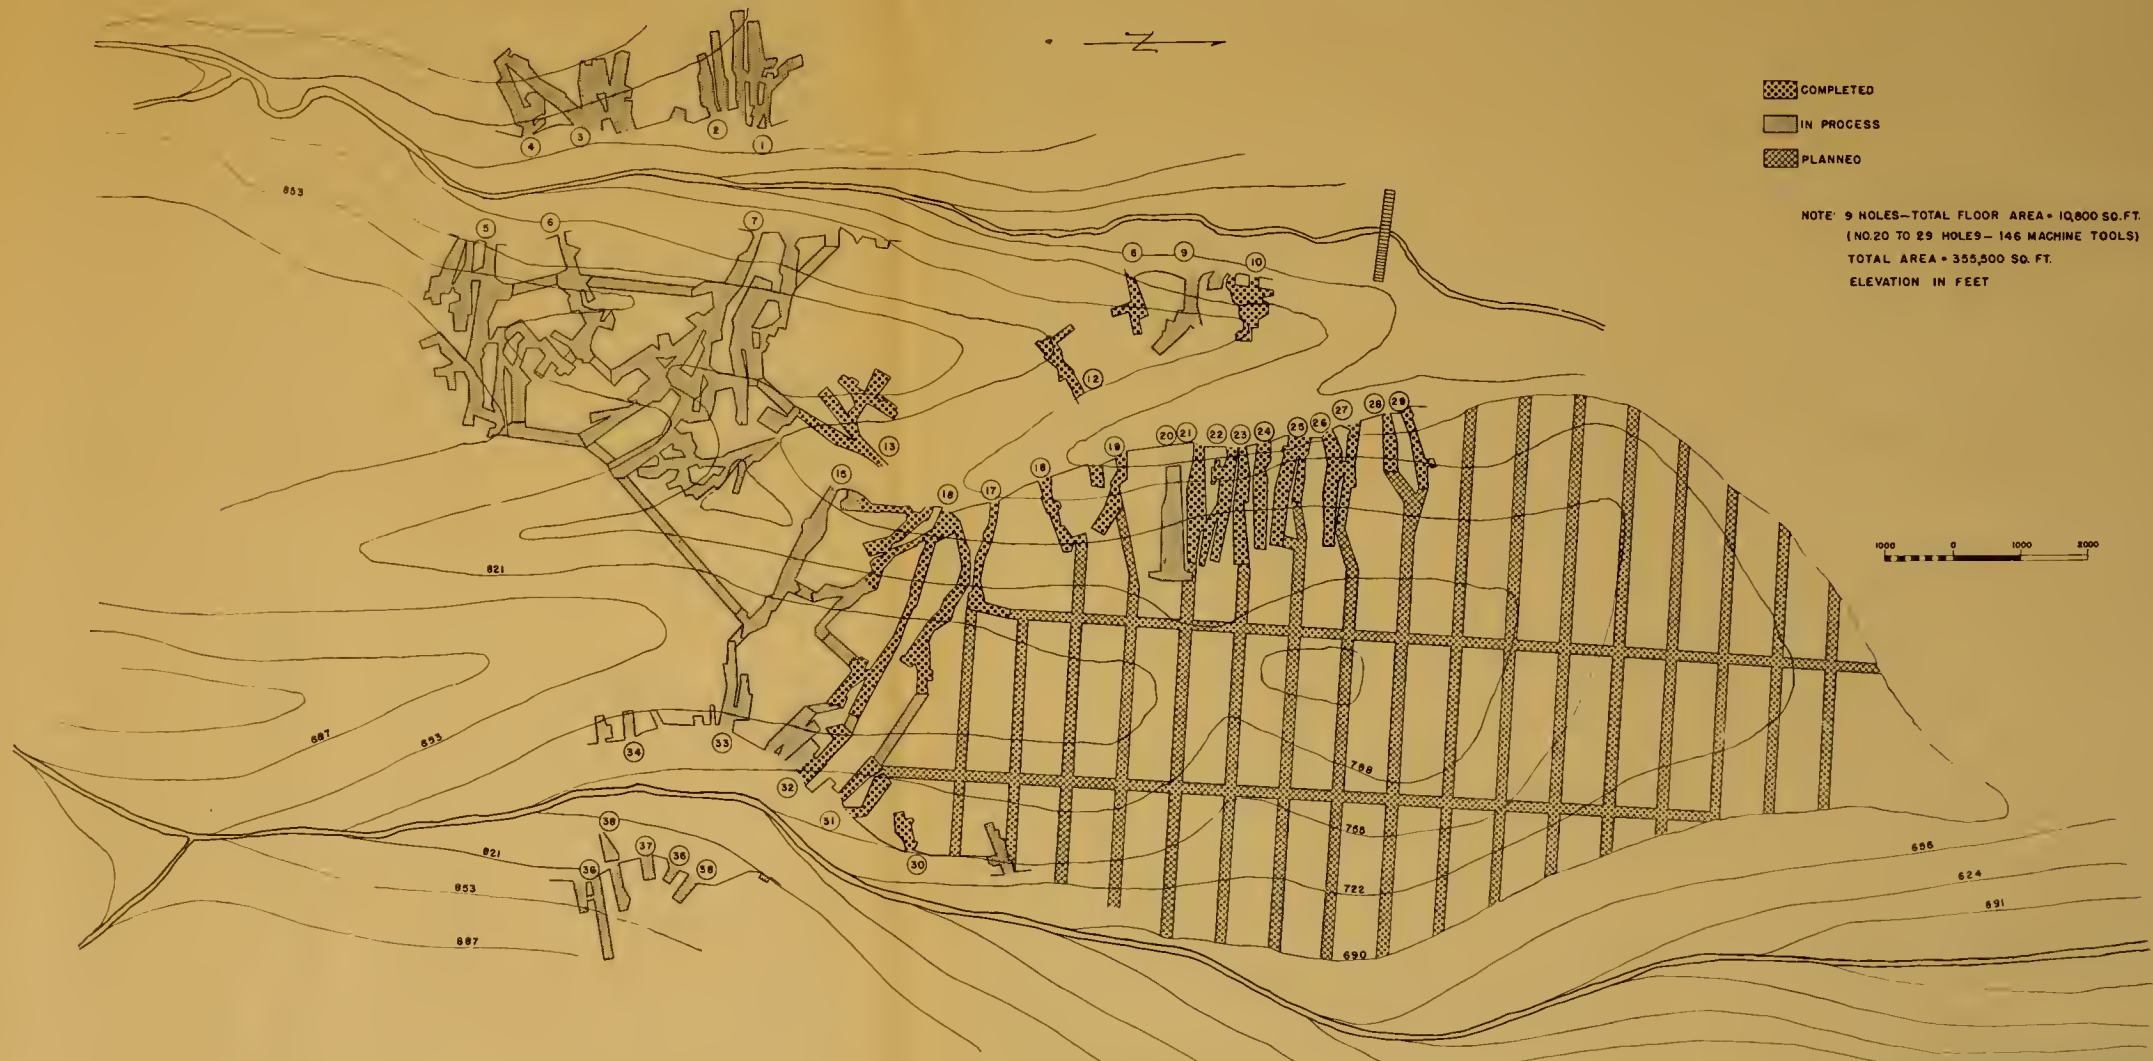 Z
COMPLETED
IN PROCESS
PLANNED
NOTE: 9 HOLES—TOTAL FLOOR AREA = 10,800 SQ. FT.
(NO. 20 TO 29 HOLES— 146 MACHINE TOOLS)
TOTAL AREA = 355,500 SQ. FT.
ELEVATION IN FEET
1000 0 1000 2000
4 3 2 1
853
5 6 7
8 9 10
12
13
15 16 17 18 19 20 21 22 23 24 25 26 27 28 29
821
687 853
34 33
32
31
30
788
755
722
690
656
624
591
38
37 36
821
853
887